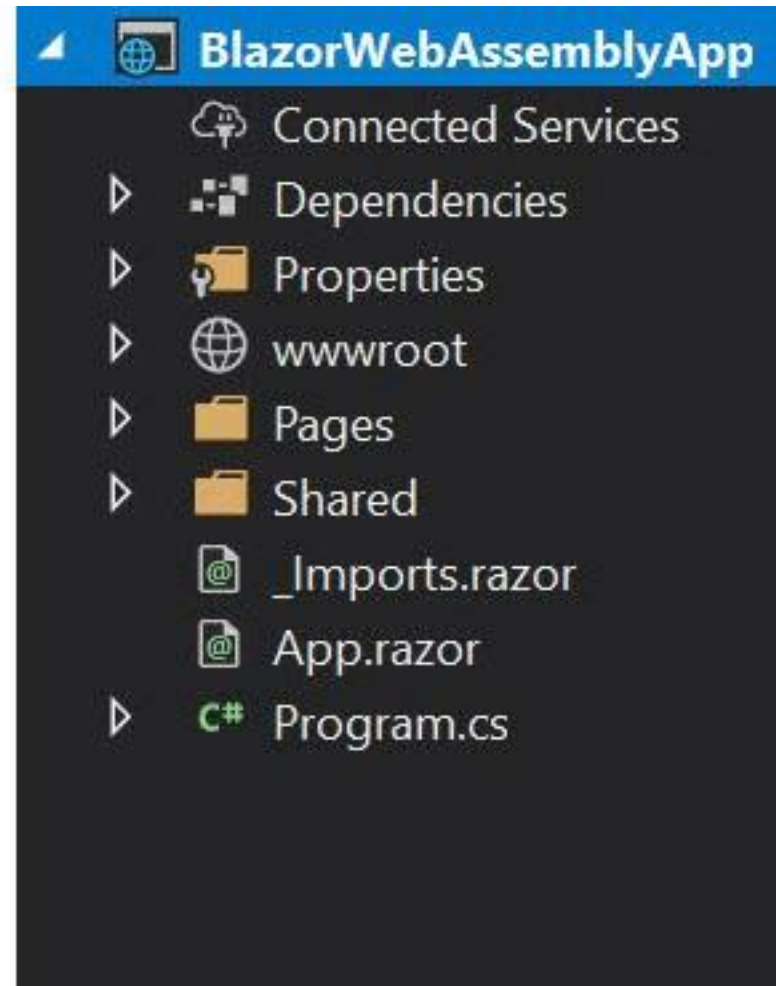 BlazorWebAssemblyApp
Connected Services
Dependencies
Properties
wwwroot
Pages
Shared
_Imports.razor
App.razor
C# Program.cs